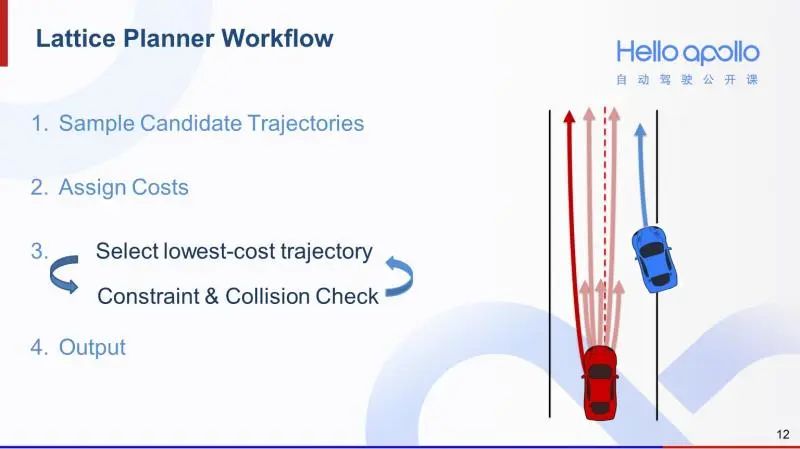 Lattice Planner Workflow
Hello apollo
自动驾驶公开课
1. Sample Candidate Trajectories
2. Assign Costs
3. Select lowest-cost trajectory
Constraint & Collision Check
4. Output
12